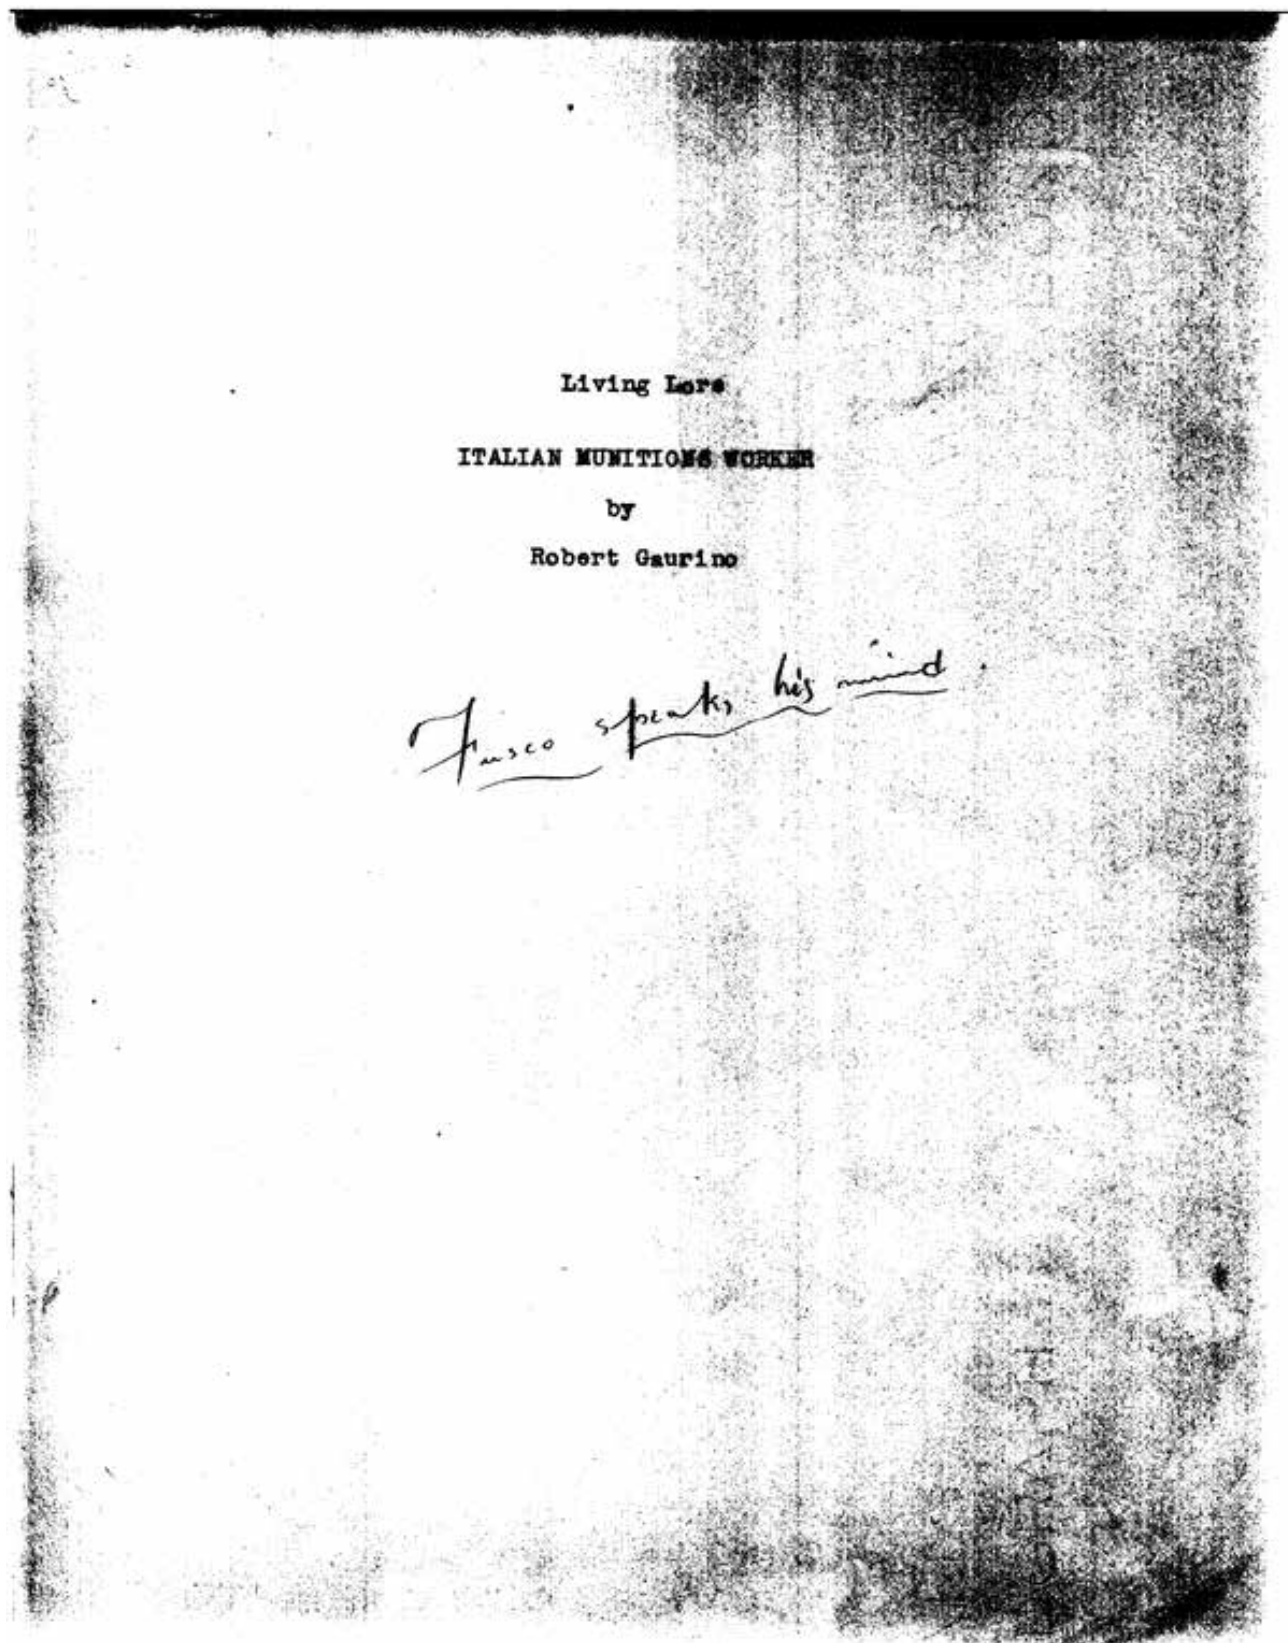 Living Lore
ITALIAN MUNITIONS WORKER
by
Robert Gaurino
Fusco speaks his mind.